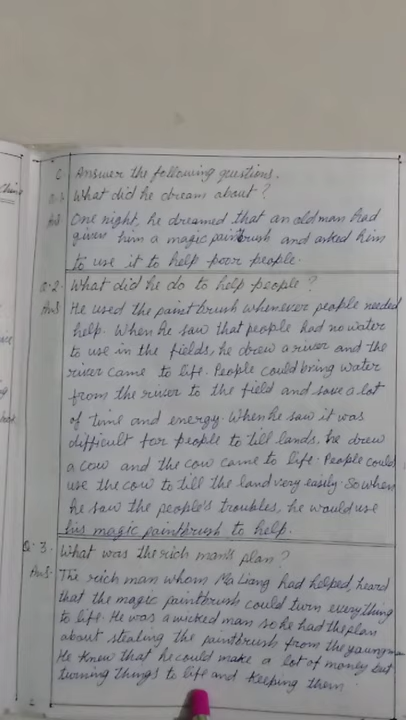 C Answer the following questions.
Q.1 What did he dream about?
Ans One night, he dreamed that an old man had
given him a magic paintbrush and asked him
to use it to help poor people.
Q-2- What did he do to help people?
Ans He used the paintbrush whenever people needed
help. When he saw that people had no water
to use in the fields, he drew a river and the
river came to life. People could bring water
from the river to the field and save a lot
of time and energy. When he saw it was
difficult for people to till lands, he drew
a cow and the cow came to life. People could
use the cow to till the land very easily. So when
he saw the people's troubles, he would use
his magic paintbrush to help.
Q-3- What was the rich man's plan?
Ans- The rich man whom Ma Liang had helped, heard
that the magic paintbrush could turn everything
to life. He was a wicked man so he had the plan
about stealing the paintbrush from the young
He knew that he could make a lot of money but
turning things to life and keeping them.